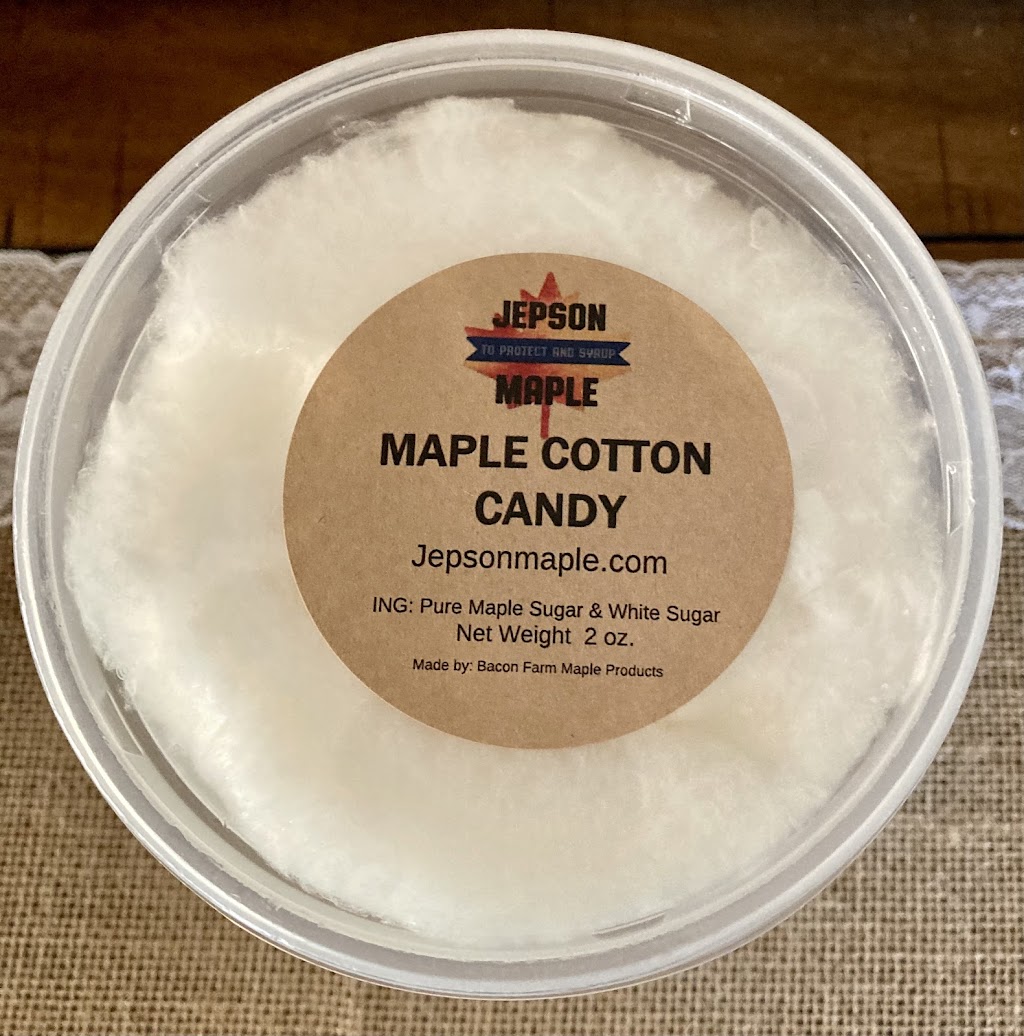 JEPSON
TO PROTECT AND SYRUP
MAPLE
MAPLE COTTON
CANDY
Jepsonmaple.com
ING: Pure Maple Sugar & White Sugar
Net Weight 2 oz.
Made by: Bacon Farm Maple Products